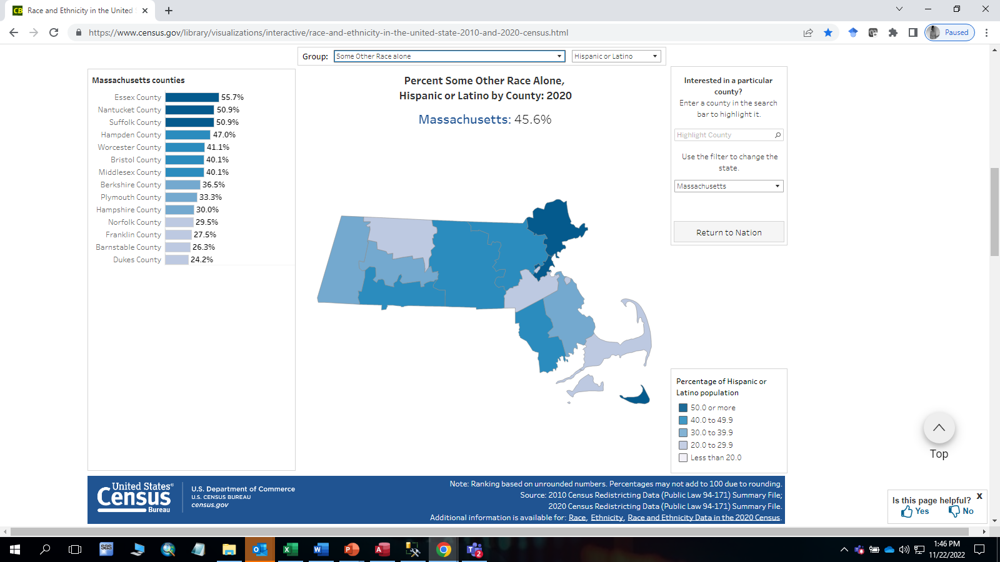 Race and Ethnicity in the United
https://www.census.gov/library/visualizations/interactive/race-and-ethnicity-in-the-united-state-2010-and-2020-census.html
Paused
Group:
Some Other Race alone
Hispanic or Latino
Massachusetts counties
Essex County 55.7%
Nantucket County 50.9%
Suffolk County 50.9%
Hampden County 47.0%
Worcester County 41.1%
Bristol County 40.1%
Middlesex County 40.1%
Berkshire County 36.5%
Plymouth County 33.3%
Hampshire County 30.0%
Norfolk County 29.5%
Franklin County 27.5%
Barnstable County 26.3%
Dukes County 24.2%
Percent Some Other Race Alone,
Hispanic or Latino by County: 2020
Massachusetts: 45.6%
Interested in a particular
county?
Enter a county in the search
bar to highlight it.
Highlight County
Use the filter to change the
state.
Massachusetts
Return to Nation
Percentage of Hispanic or
Latino population
50.0 or more
40.0 to 49.9
30.0 to 39.9
20.0 to 29.9
Less than 20.0
Top
United States®
Census
Bureau
U.S. Department of Commerce
U.S. CENSUS BUREAU
census.gov
Note: Ranking based on unrounded numbers. Percentages may not add to 100 due to rounding.
Source: 2010 Census Redistricting Data (Public Law 94-171) Summary File;
2020 Census Redistricting Data (Public Law 94-171) Summary File.
Additional information is available for: Race, Ethnicity, Race and Ethnicity Data in the 2020 Census.
Is this page helpful? X
Yes No
1:46 PM
11/22/2022